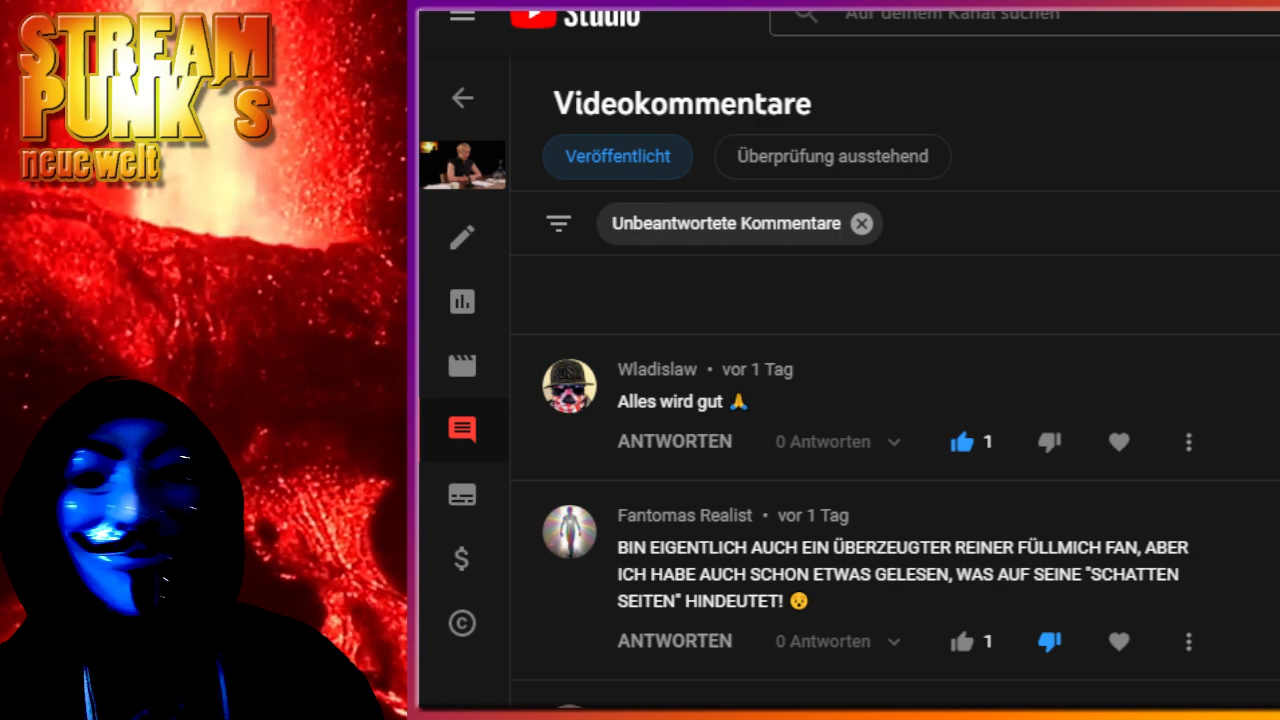 STREAM
PUNK´s
neue welt
Studio
Auf deinem Kanal suchen
Videokommentare
Veröffentlicht
Überprüfung ausstehend
Unbeantwortete Kommentare
Wladislaw • vor 1 Tag
Alles wird gut 🙏
ANTWORTEN 0 Antworten 1
Fantomas Realist • vor 1 Tag
BIN EIGENTLICH AUCH EIN ÜBERZEUGTER REINER FÜLLMICH FAN, ABER
ICH HABE AUCH SCHON ETWAS GELESEN, WAS AUF SEINE "SCHATTEN
SEITEN" HINDEUTET! 😯
ANTWORTEN 0 Antworten 1